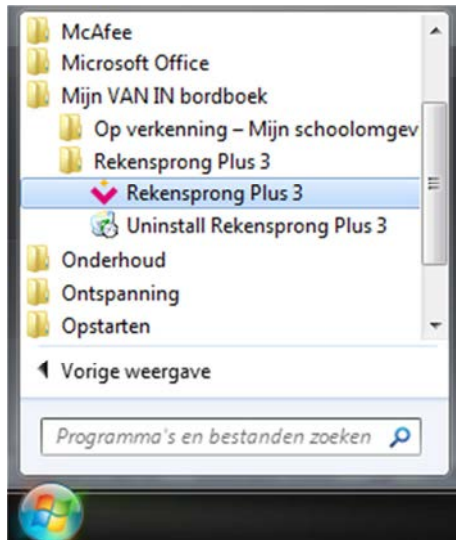 McAfee
Microsoft Office
Mijn VAN IN bordboek
Op verkenning – Mijn schoolomgev
Rekensprong Plus 3
Rekensprong Plus 3
Uninstall Rekensprong Plus 3
Onderhoud
Ontspanning
Opstarten
Vorige weergave
Programma's en bestanden zoeken